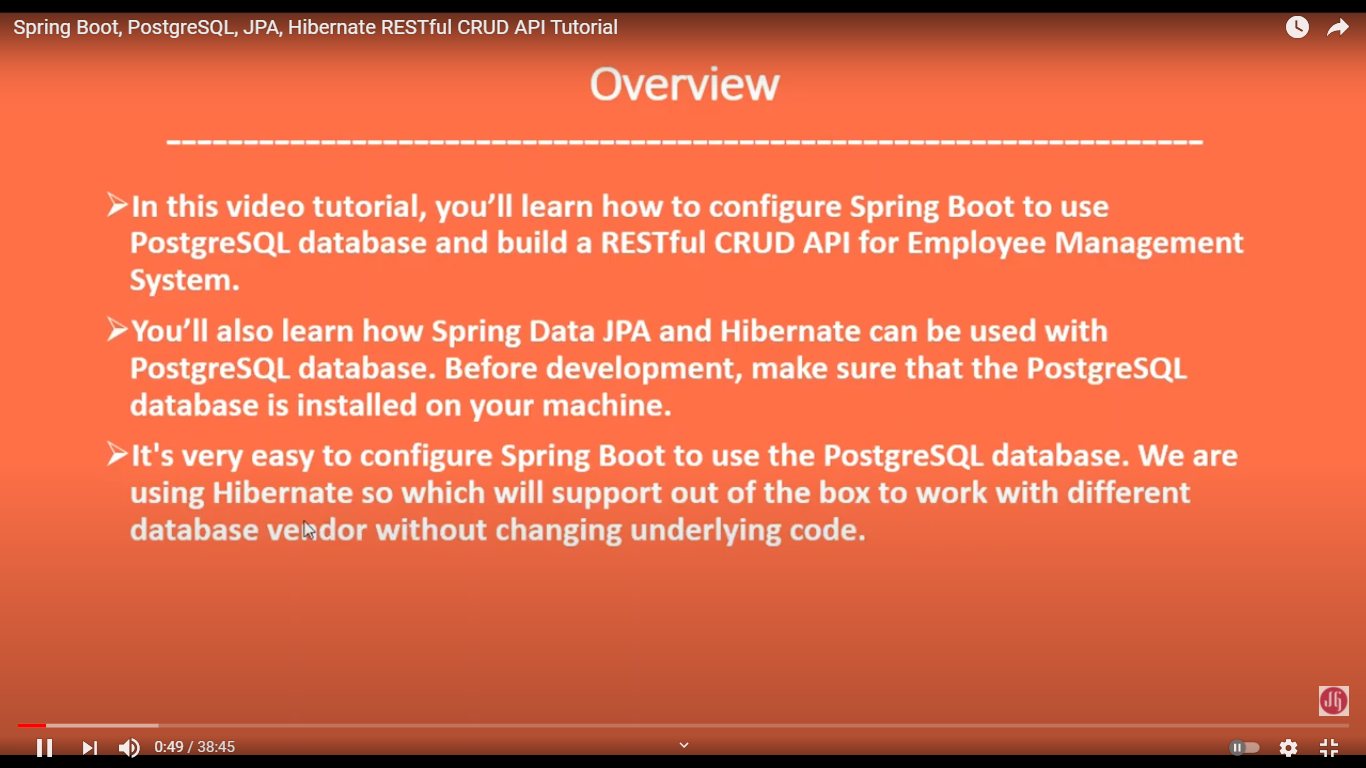 Spring Boot, PostgreSQL, JPA, Hibernate RESTful CRUD API Tutorial
Overview
➢In this video tutorial, you’ll learn how to configure Spring Boot to use
PostgreSQL database and build a RESTful CRUD API for Employee Management
System.
➢You’ll also learn how Spring Data JPA and Hibernate can be used with
PostgreSQL database. Before development, make sure that the PostgreSQL
database is installed on your machine.
➢It's very easy to configure Spring Boot to use the PostgreSQL database. We are
using Hibernate so which will support out of the box to work with different
database vendor without changing underlying code.
JG
0:49 / 38:45